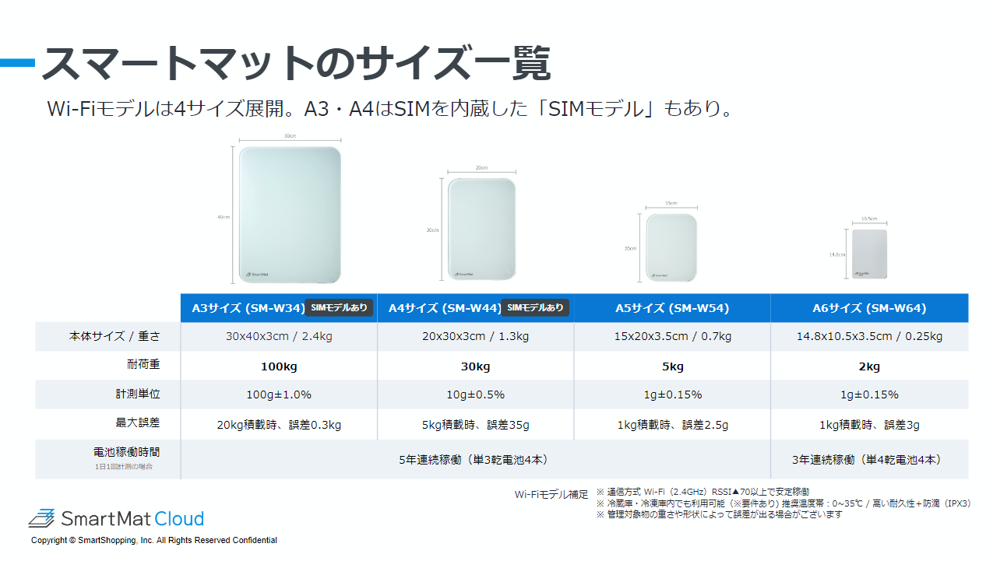 スマートマットのサイズ一覧
Wi-Fiモデルは4サイズ展開。A3・A4はSIMを内蔵した「SIMモデル」もあり。
30cm
40cm
SmartMat
20cm
30cm
SmartMat
15cm
20cm
SmartMat
10.5cm
14.8cm
SmartMat
A3サイズ (SM-W34) SIMモデルあり A4サイズ (SM-W44) SIMモデルあり A5サイズ (SM-W54) A6サイズ (SM-W64)
本体サイズ / 重さ 30x40x3cm / 2.4kg 20x30x3cm / 1.3kg 15x20x3.5cm / 0.7kg 14.8x10.5x3.5cm / 0.25kg
耐荷重 100kg 30kg 5kg 2kg
計測単位 100g±1.0% 10g±0.5% 1g±0.15% 1g±0.15%
最大誤差 20kg積載時、誤差0.3kg 5kg積載時、誤差35g 1kg積載時、誤差2.5g 1kg積載時、誤差3g
電池稼働時間 5年連続稼働（単3乾電池4本） 3年連続稼働（単4乾電池4本）
1日1回計測の場合
Wi-Fiモデル補足 ※ 通信方式 Wi-Fi（2.4GHz）RSSI▲70以上で安定稼働
※ 冷蔵庫・冷凍庫内でも利用可能（※要件あり) 推奨温度帯：0~35℃ / 高い耐久性＋防滴（IPX3）
※ 管理対象物の重さや形状によって誤差が出る場合がございます
SmartMat Cloud
Copyright © SmartShopping, Inc. All Rights Reserved Confidential